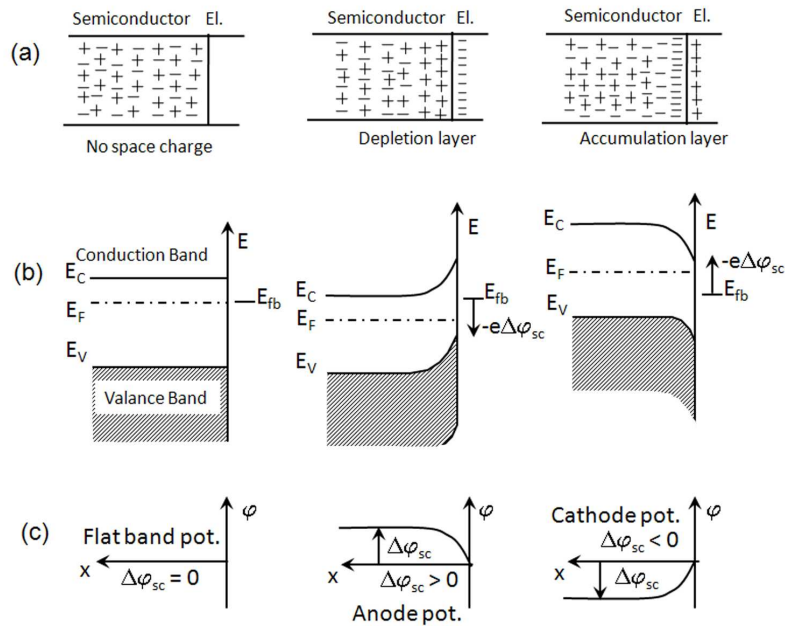 Semiconductor El. Semiconductor El. Semiconductor El.
(a)
No space charge Depletion layer Accumulation layer
(b)
E
Conduction Band
E_C
E_F
E_V
E_fb
Valance Band
E
E_C
E_F
E_V
E_fb
-eΔφ_sc
E
E_C
E_F
E_V
-eΔφ_sc
E_fb
(c)
φ
Flat band pot.
x
Δφ_sc = 0
φ
Δφ_sc
x
Δφ_sc > 0
Anode pot.
φ
Cathode pot.
Δφ_sc < 0
x
Δφ_sc